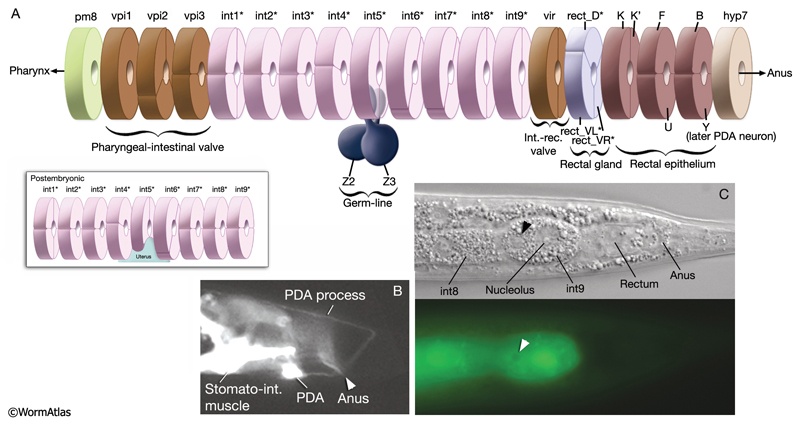 A
pm8 vpi1 vpi2 vpi3 int1* int2* int3* int4* int5* int6* int7* int8* int9* vir rect_D* K K' F B hyp7
Pharynx
Anus
rect_VL*
rect_VR*
U
Y
(later PDA neuron)
Pharyngeal-intestinal valve
Int.-rec.
valve
Rectal gland
Rectal epithelium
Z2 Z3
Germ-line
Postembryonic
int1* int2* int3* int4* int5* int6* int7* int8* int9*
Uterus
B
PDA process
Stomato-int.
muscle
PDA
Anus
C
int8
Nucleolus
int9
Rectum
Anus
©WormAtlas